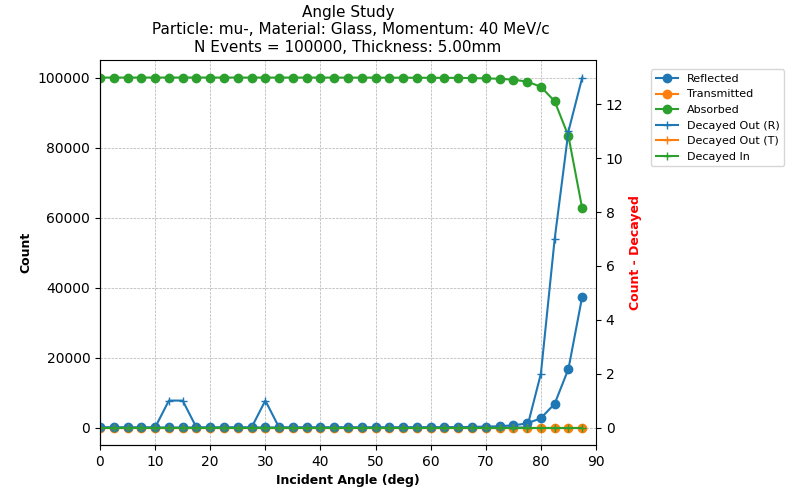 Angle Study
Particle: mu-, Material: Glass, Momentum: 40 MeV/c
N Events = 100000, Thickness: 5.00mm
100000
80000
60000
40000
20000
0
Count
12
10
8
6
4
2
0
Count - Decayed
0 10 20 30 40 50 60 70 80 90
Incident Angle (deg)
Reflected
Transmitted
Absorbed
Decayed Out (R)
Decayed Out (T)
Decayed In